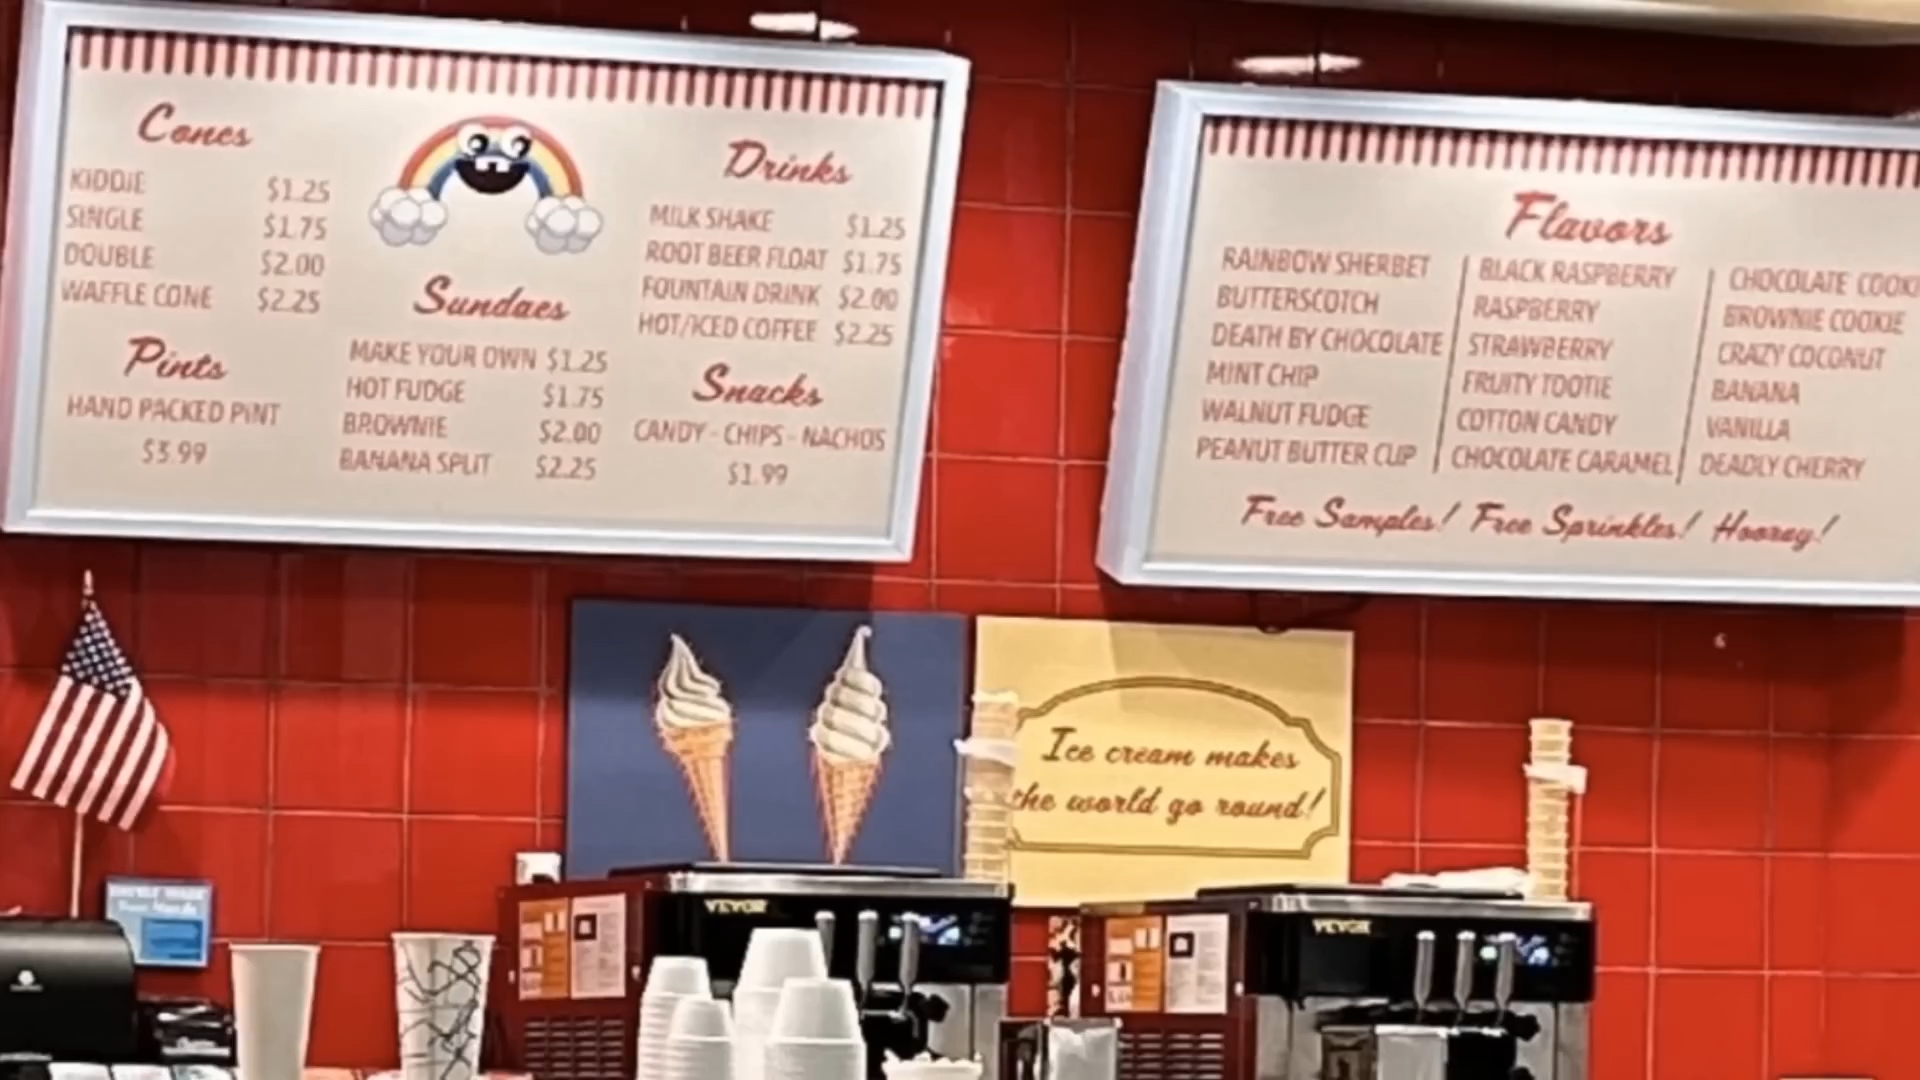 Cones
KIDDIE $1.25
SINGLE $1.75
DOUBLE $2.00
WAFFLE CONE $2.25
Pints
HAND PACKED PINT
$3.99
Sundaes
MAKE YOUR OWN $1.25
HOT FUDGE $1.75
BROWNIE $2.00
BANANA SPLIT $2.25
Drinks
MILK SHAKE $1.25
ROOT BEER FLOAT $1.75
FOUNTAIN DRINK $2.00
HOT/ICED COFFEE $2.25
Snacks
CANDY - CHIPS - NACHOS
$1.99
Flavors
RAINBOW SHERBET
BUTTERSCOTCH
DEATH BY CHOCOLATE
MINT CHIP
WALNUT FUDGE
PEANUT BUTTER CUP
BLACK RASPBERRY
RASPBERRY
STRAWBERRY
FRUITY TOOTIE
COTTON CANDY
CHOCOLATE CARAMEL
CHOCOLATE COOKI
BROWNIE COOKIE
CRAZY COCONUT
BANANA
VANILLA
DEADLY CHERRY
Free Samples! Free Sprinkles! Hooray!
Ice cream makes
the world go round!
VEVOR
VEVOR